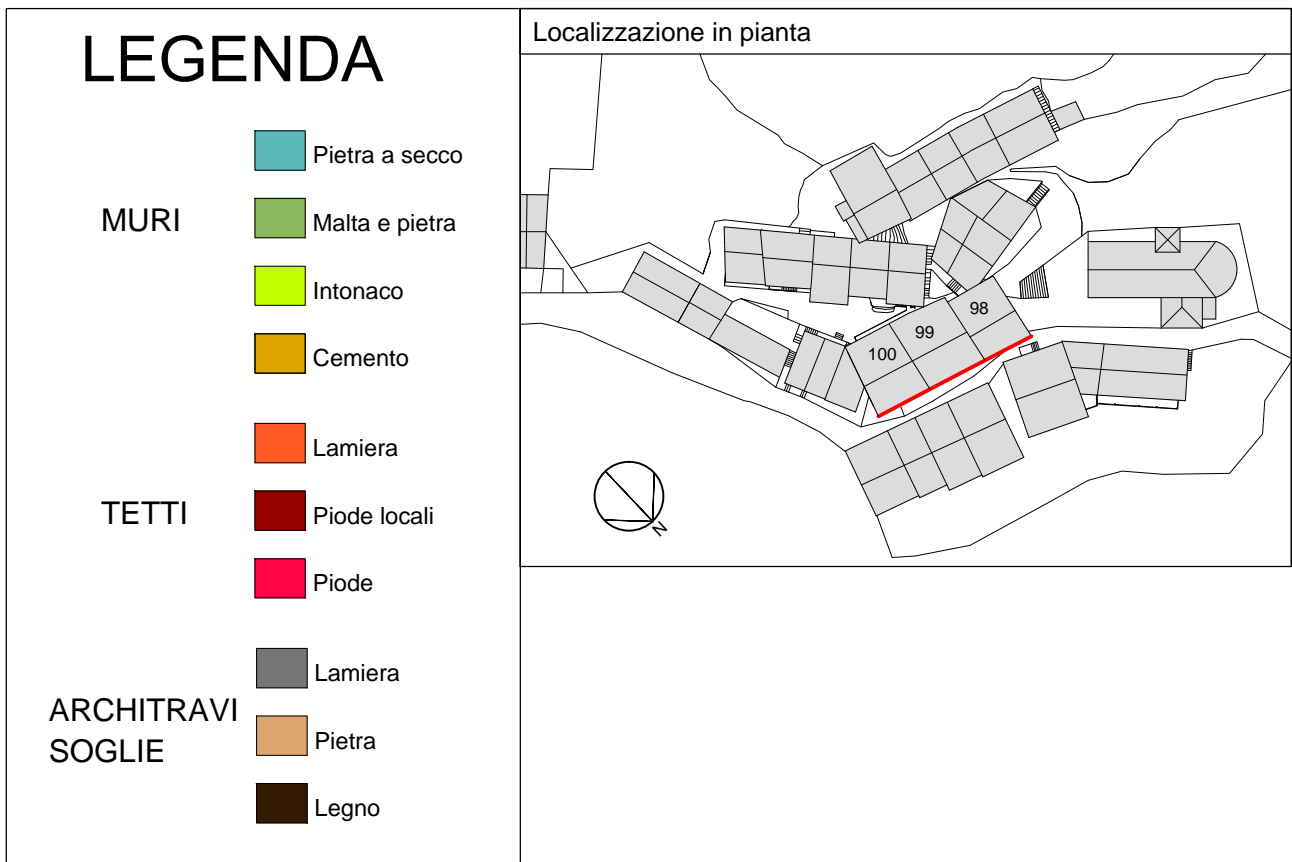 LEGENDA
MURI
Pietra a secco
Malta e pietra
Intonaco
Cemento
TETTI
Lamiera
Piode locali
Piode
ARCHITRAVI
SOGLIE
Lamiera
Pietra
Legno
Localizzazione in pianta
98
99
100
N